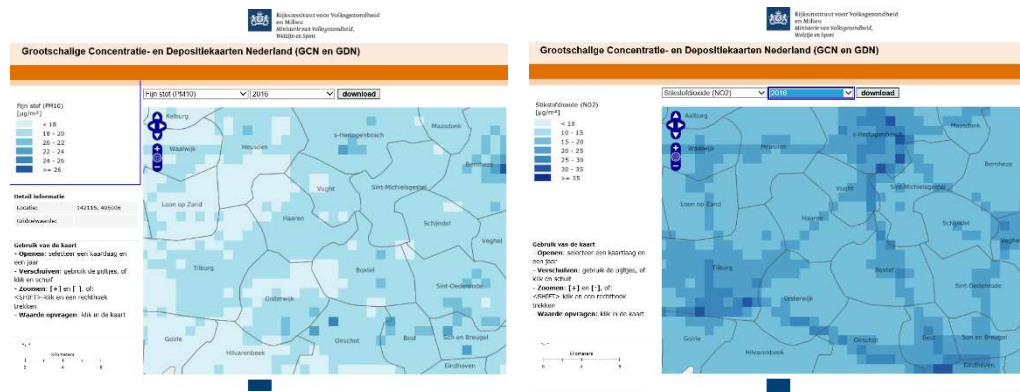 Rijksinstituut voor Volksgezondheid
en Milieu
Ministerie van Volksgezondheid,
Welzijn en Sport
Grootschalige Concentratie- en Depositiekaarten Nederland (GCN en GDN)
Fijn stof (PM10)
2016
download
Fijn stof (PM10)
[µg/m³]
< 18
18 - 20
20 - 22
22 - 24
24 - 26
>= 26
Detail informatie
Locatie:
Gebruik van de kaart
- Openen: selecteer een kaartlaag en
een jaar
- Verschuiven: gebruik de pijltjes, of
klik en schuif
- Zoomen: [+] en [-], of:
<SHIFT>-klik en een rechthoek
trekken
- Waarde opvragen: klik in de kaart
kilometers
Aalburg
s-Hertogenbosch
Maasdonk
Waalwijk
Heusden
Bernheze
Vught
Sint-Michielsgestel
Loon op Zand
Haaren
Schijndel
Veghel
Tilburg
Boxtel
Sint-Oedenrode
Oisterwijk
Goirle
Hilvarenbeek
Oirschot
Best
Son en Breugel
Eindhoven
Rijksinstituut voor Volksgezondheid
en Milieu
Ministerie van Volksgezondheid,
Welzijn en Sport
Grootschalige Concentratie- en Depositiekaarten Nederland (GCN en GDN)
Stikstofdioxide (NO2)
2016
download
Stikstofdioxide (NO2)
[µg/m³]
< 10
10 - 15
15 - 20
20 - 25
25 - 30
30 - 35
>= 35
Gebruik van de kaart
- Openen: selecteer een kaartlaag en
een jaar
- Verschuiven: gebruik de pijltjes, of
klik en schuif
- Zoomen: [+] en [-], of:
<SHIFT>-klik en een rechthoek
trekken
- Waarde opvragen: klik in de kaart
kilometers
Aalburg
s-Hertogenbosch
Maasdonk
Waalwijk
Heusden
Bernheze
Vught
Sint-Michielsgestel
Loon op Zand
Haaren
Schijndel
Veghel
Tilburg
Boxtel
Sint-Oedenrode
Oisterwijk
Goirle
Hilvarenbeek
Oirschot
Best
Son en Breugel
Eindhoven